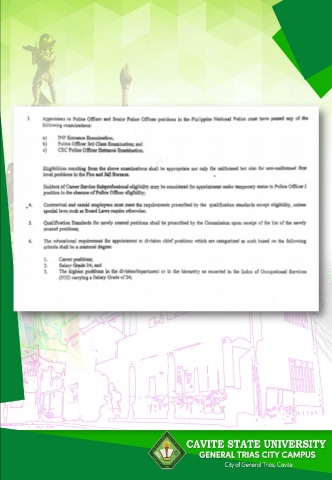 3. Appointees to Police Officer and Senior Police Officer positions in the Philippine National Police must have passed any of the
following examinations:
a) INP Entrance Examination;
b) Police Officer 3rd Class Examination; and
c) CSC Police Officer Entrance Examination.
Eligibilities resulting from the above examinations shall be appropriate not only for uniformed but also for non-uniformed first
level positions in the Fire and Jail Bureaus.
Holders of Career Service Subprofessional eligibility may be considered for appointment under temporary status to Police Officer I
position in the absence of Police Officer eligibility;
4. Contractual and casual employees must meet the requirements prescribed by the qualification standards except eligibility, unless
special laws such as Board Laws require otherwise;
5. Qualification Standards for newly created positions shall be prescribed by the Commission upon receipt of the list of the newly
created positions;
6. The educational requirement for appointment to division chief positions which are categorized as such based on the following
criteria shall be a masteral degree:
1. Career positions;
2. Salary Grade 24; and
3. The highest positions in the division/department or in the hierarchy as recorded in the Index of Occupational Services
(IOS) carrying a Salary Grade of 24;
CAVITE STATE UNIVERSITY
GENERAL TRIAS CITY CAMPUS
City of General Trias, Cavite